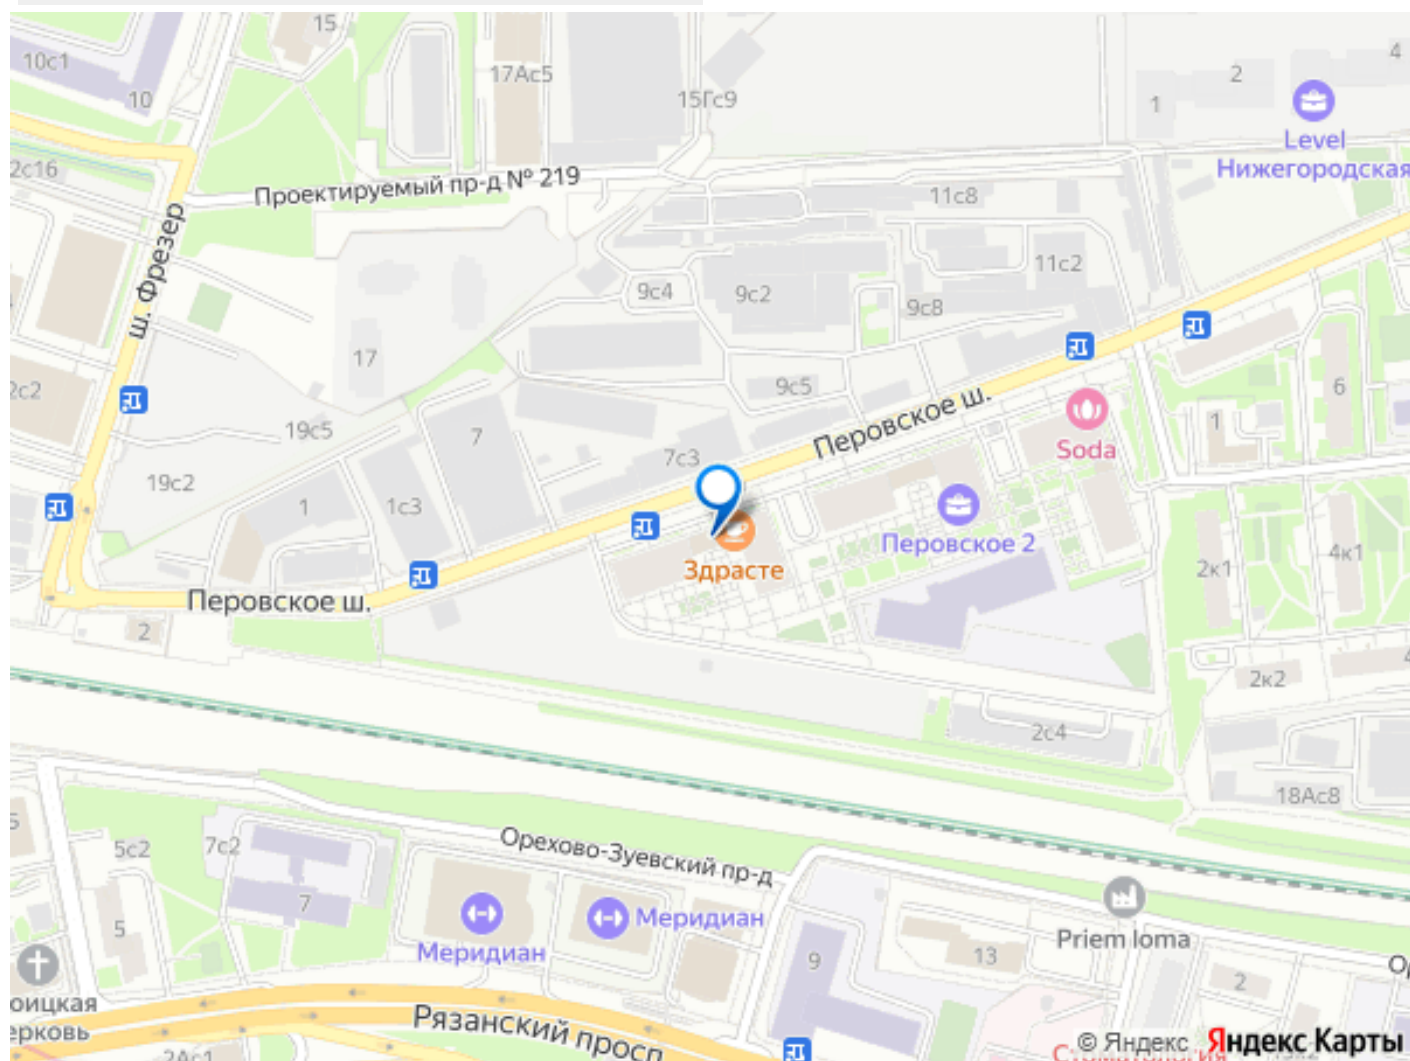 15
10с1
10
17Ас5
15Гс9
2
4
1
Level
Нижегородская
2с16
Проектируемый пр-д № 219
11с8
ш. Фрезер
11с2
9с4
9с2
9с8
17
2с2
9с5
6
19с5
7
Перовское ш.
1
Soda
7с3
19с2
1
1с3
Перовское 2
4к1
2к1
Здрасте
Перовское ш.
2
2к2
4
2с4
18Ас8
5
5с2
7с2
Орехово-Зуевский пр-д
7
Меридиан
Меридиан
5
Priem loma
9
13
2
оицкая
ерковь
Рязанский просп.
2Ас1
© Яндекс Яндекс Карты